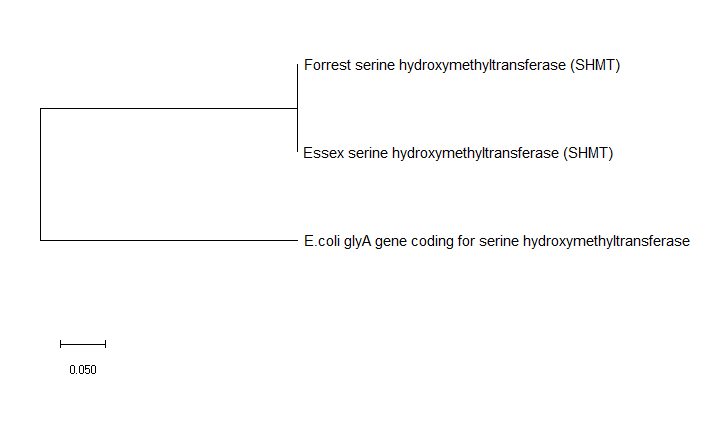 Forrest serine hydroxymethyltransferase (SHMT)
Essex serine hydroxymethyltransferase (SHMT)
E.coli glyA gene coding for serine hydroxymethyltransferase
0.050